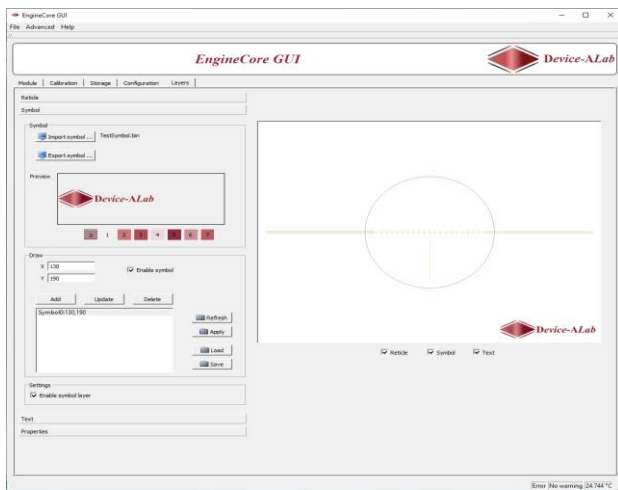 EngineCore GUI
File Advanced Help
EngineCore GUI
Device-ALab
Module Calibration Storage Configuration Layers
Reticle
Symbol
Symbol
Import symbol ... TestSymbol.bin
Export symbol ...
Preview
Device-ALab
0 1 2 3 4 5 6 7
Draw
X 130
Enable symbol
Y 190
Add Update Delete
Symbol0:130,190
Refresh
Apply
Load
Save
Settings
Enable symbol layer
Text
Properties
Device-ALab
Reticle Symbol Text
Error No warning 24.744 °C